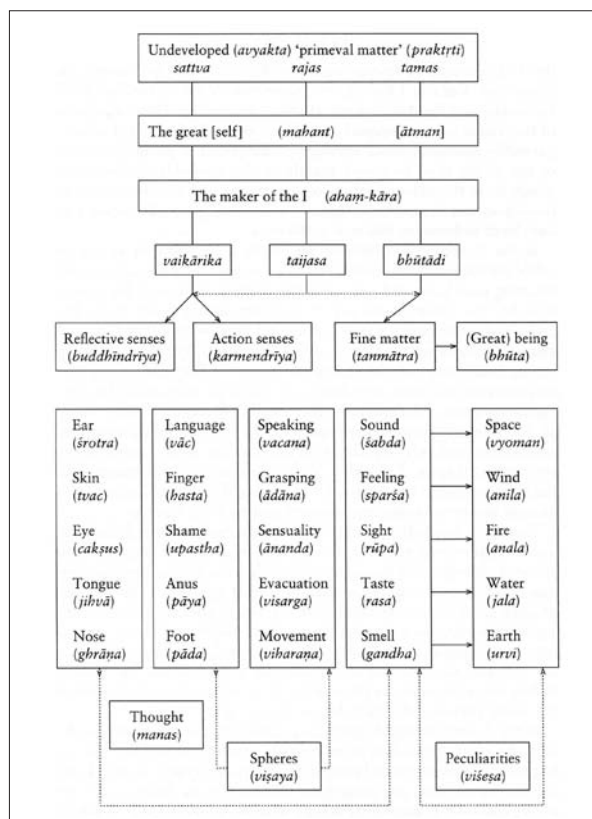 Undeveloped (avyakta) ‘primeval matter’ (praktṛti)
sattva rajas tamas
The great [self] (mahant) [ātman]
The maker of the I (ahaṃ-kāra)
vaikārika taijasa bhūtādi
Reflective senses
(buddhīndrīya)
Action senses
(karmendrīya)
Fine matter
(tanmātra)
(Great) being
(bhūta)
Ear
(śrotra)
Skin
(tvac)
Eye
(cakṣus)
Tongue
(jihvā)
Nose
(ghrāṇa)
Language
(vāc)
Finger
(hasta)
Shame
(upastha)
Anus
(pāya)
Foot
(pāda)
Speaking
(vacana)
Grasping
(ādāna)
Sensuality
(ānanda)
Evacuation
(visarga)
Movement
(viharaṇa)
Sound
(śabda)
Feeling
(sparśa)
Sight
(rūpa)
Taste
(rasa)
Smell
(gandha)
Space
(vyoman)
Wind
(anila)
Fire
(anala)
Water
(jala)
Earth
(urvi)
Thought
(manas)
Spheres
(viṣaya)
Peculiarities
(viśeṣa)